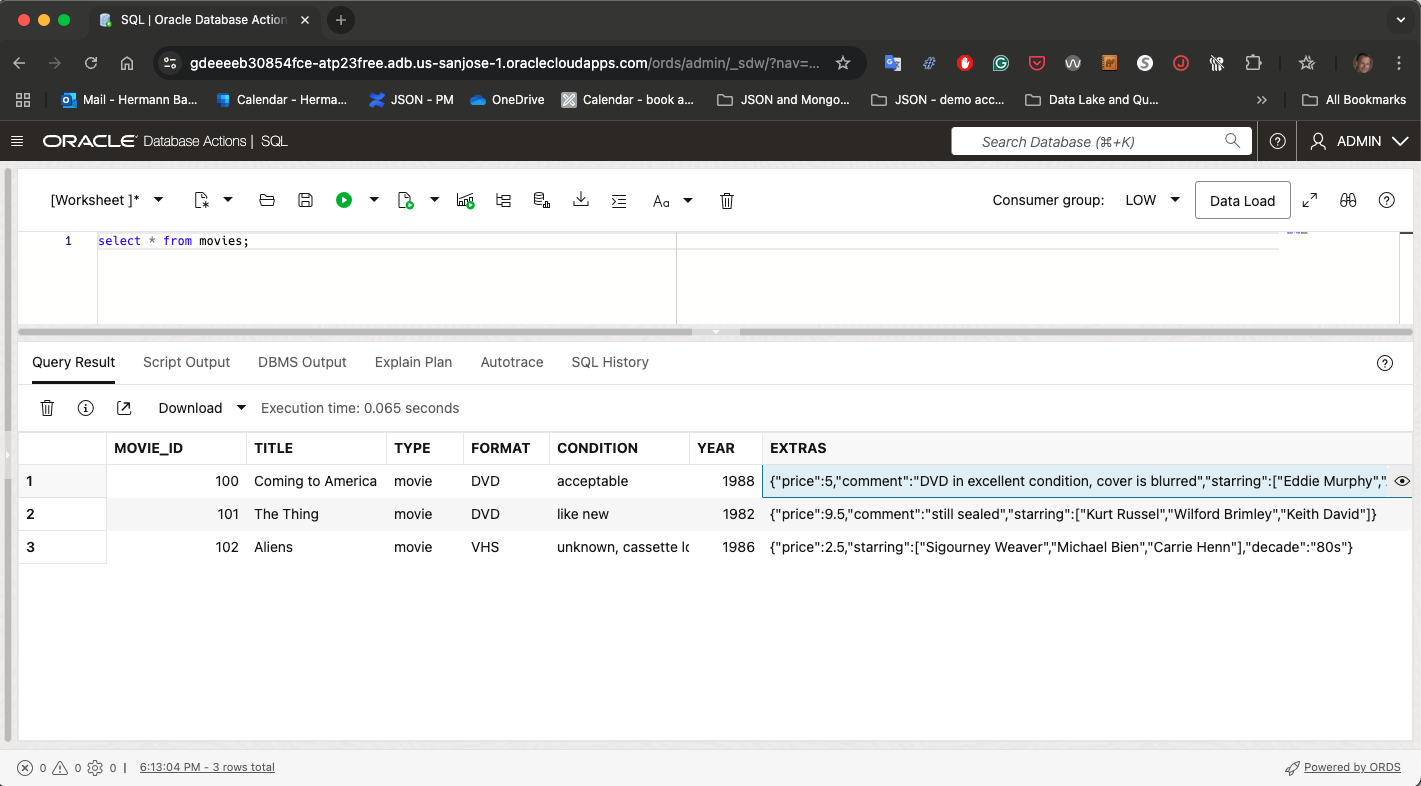 SQL | Oracle Database Action
gdeeeeb30854fce-atp23free.adb.us-sanjose-1.oraclecloudapps.com/ords/admin/_sdw/?nav=...
Mail - Hermann Ba... Calendar - Herma... JSON - PM OneDrive Calendar - book a... JSON and Mongo... JSON - demo acc... Data Lake and Qu... » All Bookmarks
ORACLE Database Actions | SQL Search Database (⌘+K) ADMIN
[Worksheet ]* Aa Consumer group: LOW Data Load
1 select * from movies;
Query Result Script Output DBMS Output Explain Plan Autotrace SQL History
Download Execution time: 0.065 seconds
MOVIE_ID TITLE TYPE FORMAT CONDITION YEAR EXTRAS
1 100 Coming to America movie DVD acceptable 1988 {"price":5,"comment":"DVD in excellent condition, cover is blurred","starring":["Eddie Murphy",".
2 101 The Thing movie DVD like new 1982 {"price":9.5,"comment":"still sealed","starring":["Kurt Russel","Wilford Brimley","Keith David"]}
3 102 Aliens movie VHS unknown, cassette lo 1986 {"price":2.5,"starring":["Sigourney Weaver","Michael Bien","Carrie Henn"],"decade":"80s"}
0 0 0 | 6:13:04 PM - 3 rows total Powered by ORDS